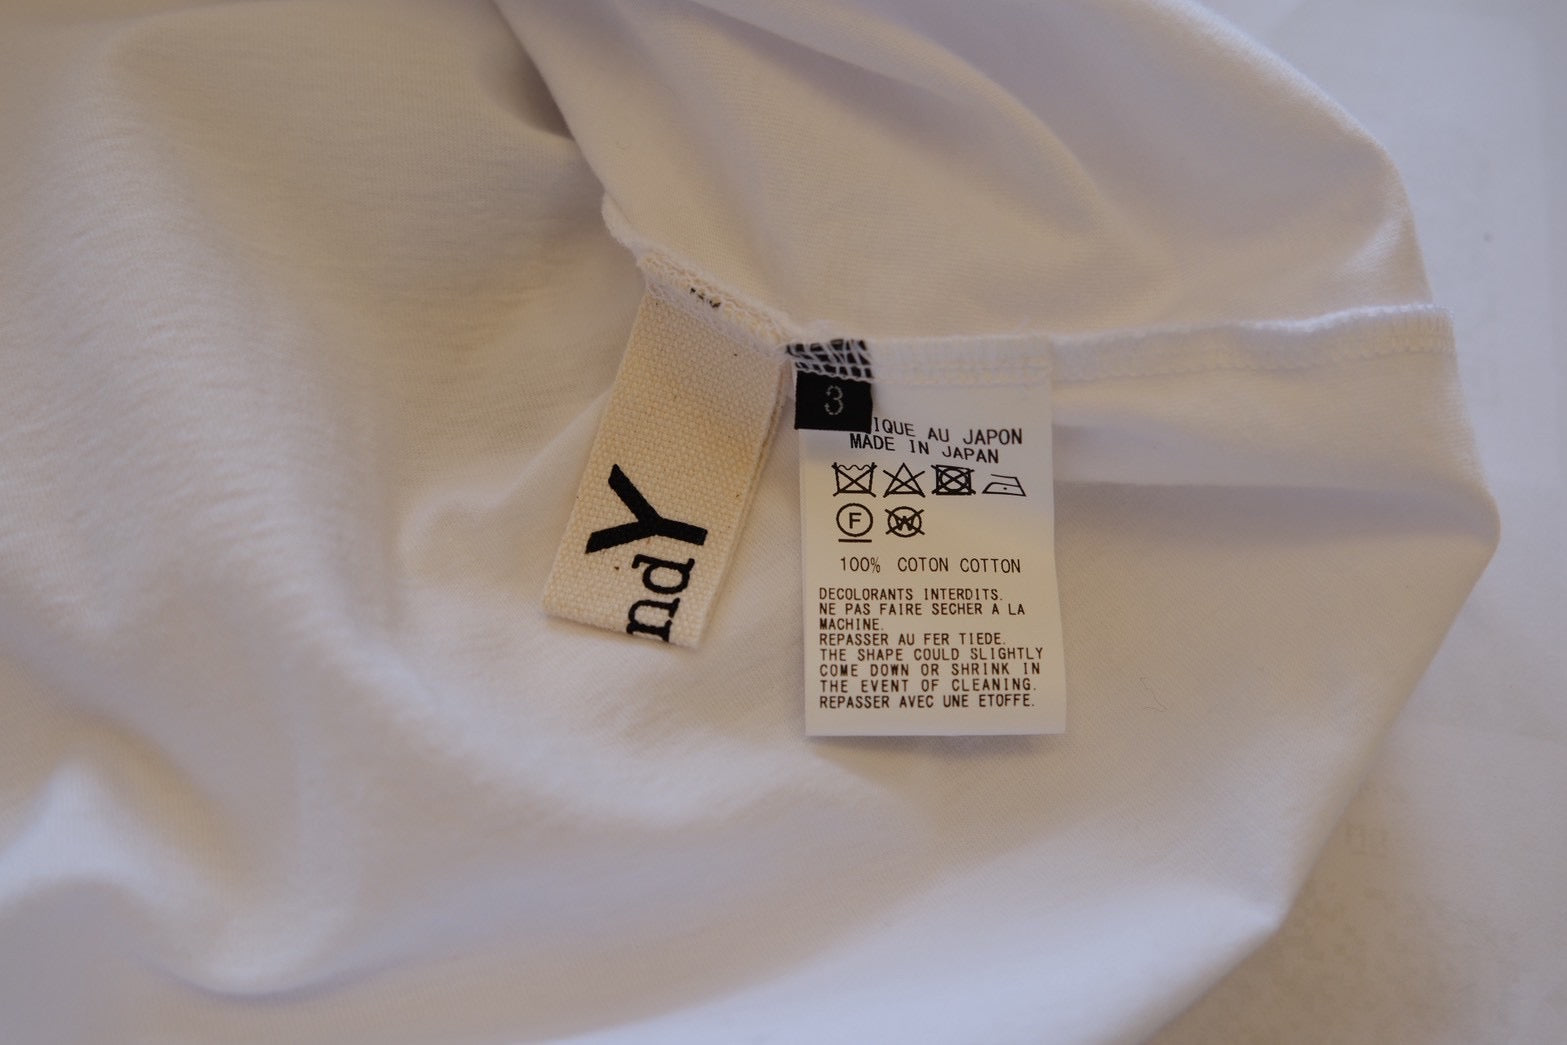 Y
nd
3
IQUE AU JAPON
MADE IN JAPAN
F
W
100% COTON COTTON
DECOLORANTS INTERDITS.
NE PAS FAIRE SECHER A LA
MACHINE.
REPASSER AU FER TIEDE.
THE SHAPE COULD SLIGHTLY
COME DOWN OR SHRINK IN
THE EVENT OF CLEANING.
REPASSER AVEC UNE ETOFFE.